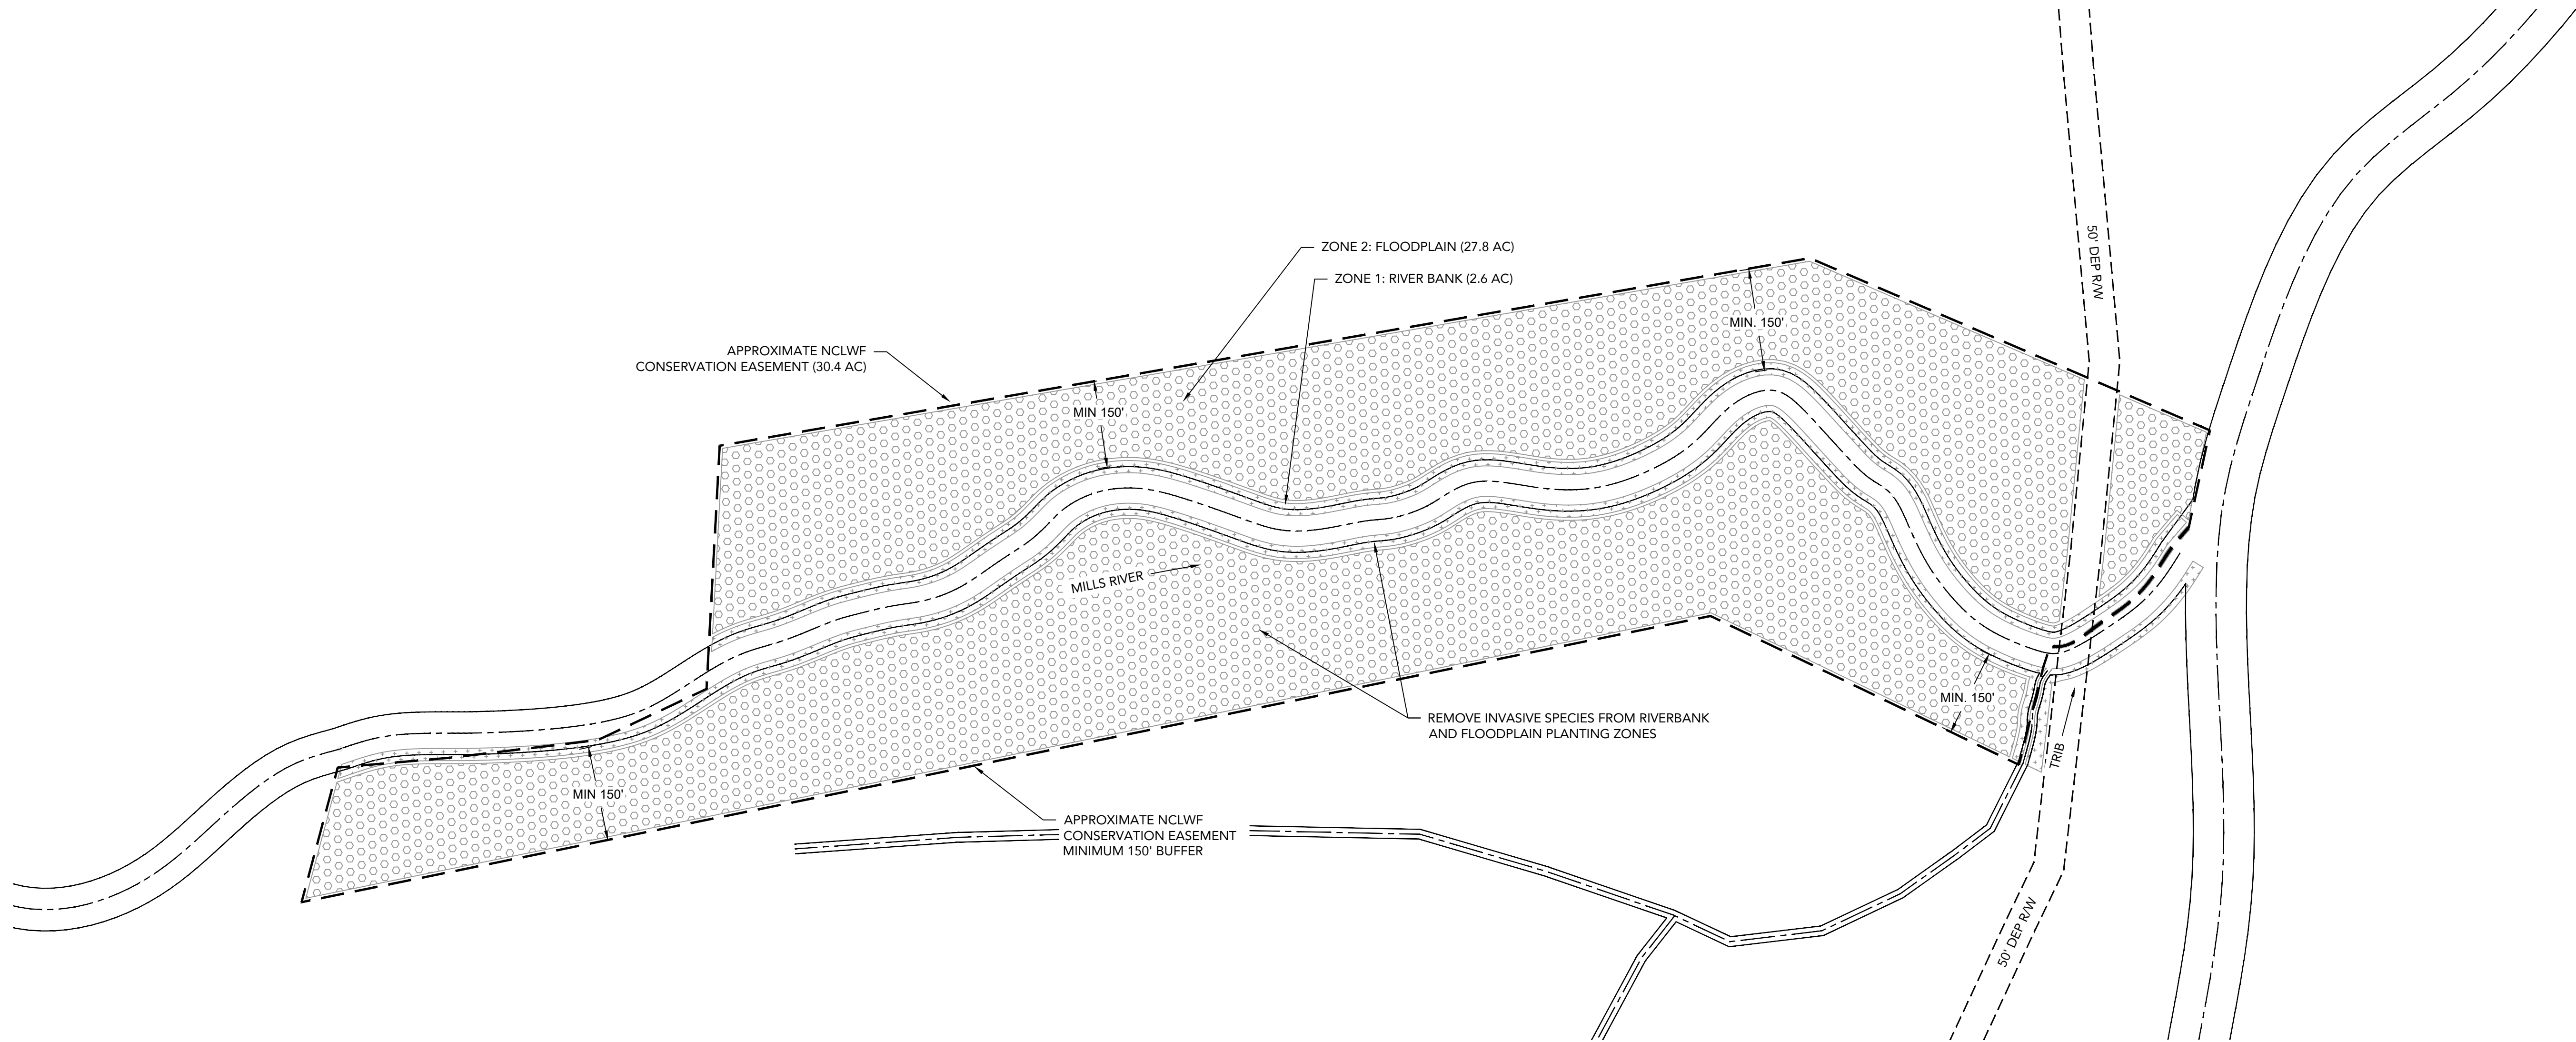 50' DEP R/W
ZONE 2: FLOODPLAIN (27.8 AC)
ZONE 1: RIVER BANK (2.6 AC)
MIN. 150'
APPROXIMATE NCLWF
CONSERVATION EASEMENT (30.4 AC)
MIN 150'
MILLS RIVER
MIN. 150'
REMOVE INVASIVE SPECIES FROM RIVERBANK
AND FLOODPLAIN PLANTING ZONES
TRIB
MIN 150'
APPROXIMATE NCLWF
CONSERVATION EASEMENT
MINIMUM 150' BUFFER
50' DEP R/W